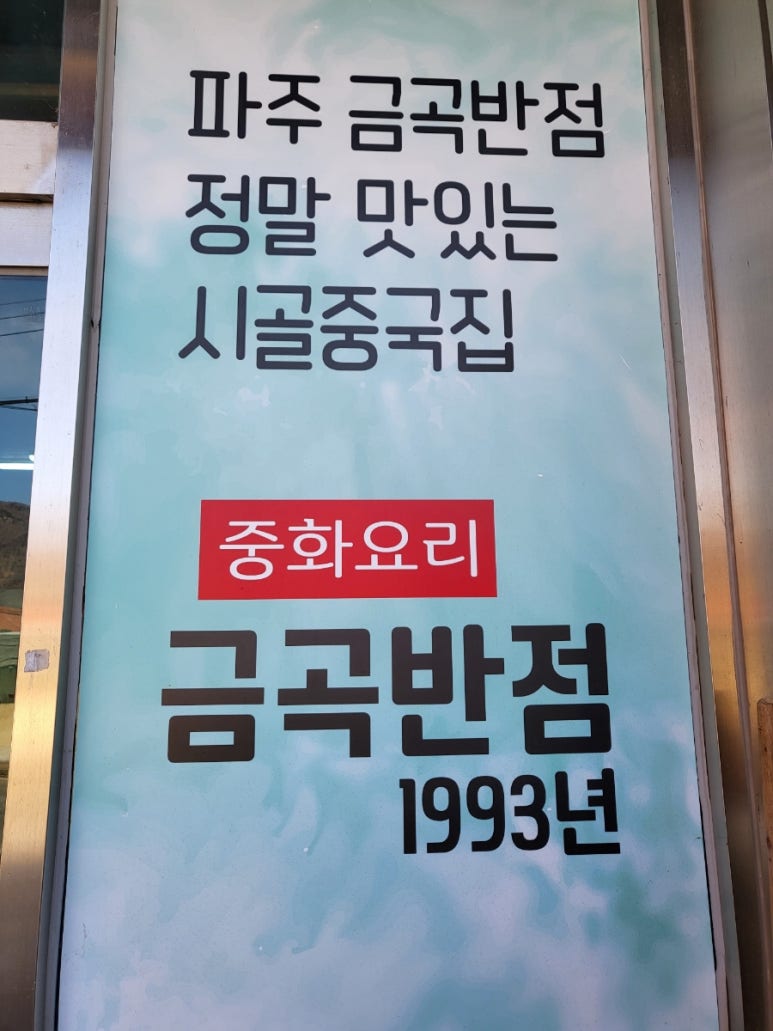 파주 금곡반점
정말 맛있는
시골중국집
중화요리
금곡반점
1993년